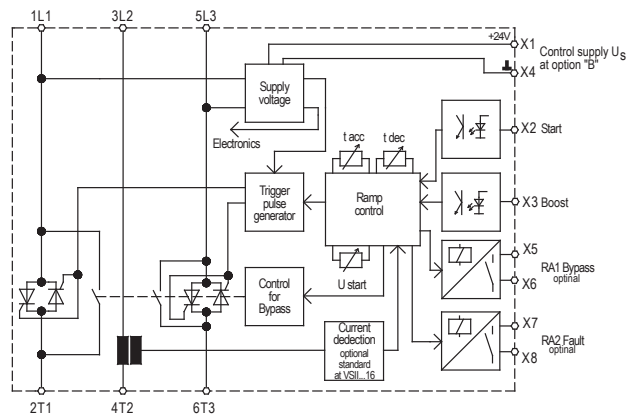 1L1
3L2
5L3
+24V
X1
Control supply US
at option "B"
X4
Supply
voltage
Electronics
t acc
t dec
X2 Start
Trigger
pulse
generator
Ramp
control
X3 Boost
U start
X5
RA1 Bypass
optinal
X6
Control
for
Bypass
Current
dedection
optional
standard
at VSII...16
X7
RA2 Fault
optinal
X8
2T1
4T2
6T3